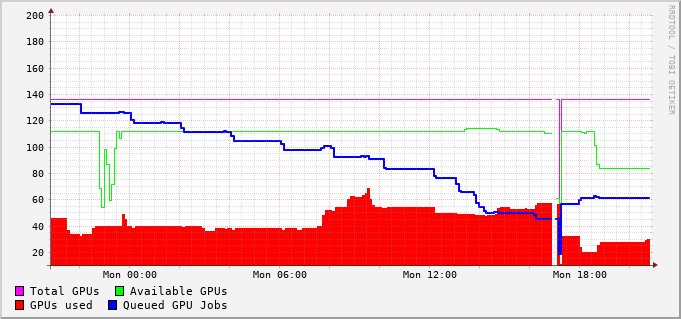 200
180
160
140
120
100
80
60
40
20
Mon 00:00 Mon 06:00 Mon 12:00 Mon 18:00
Total GPUs Available GPUs
GPUs used Queued GPU Jobs
RRDTOOL / TOBI OETIKER